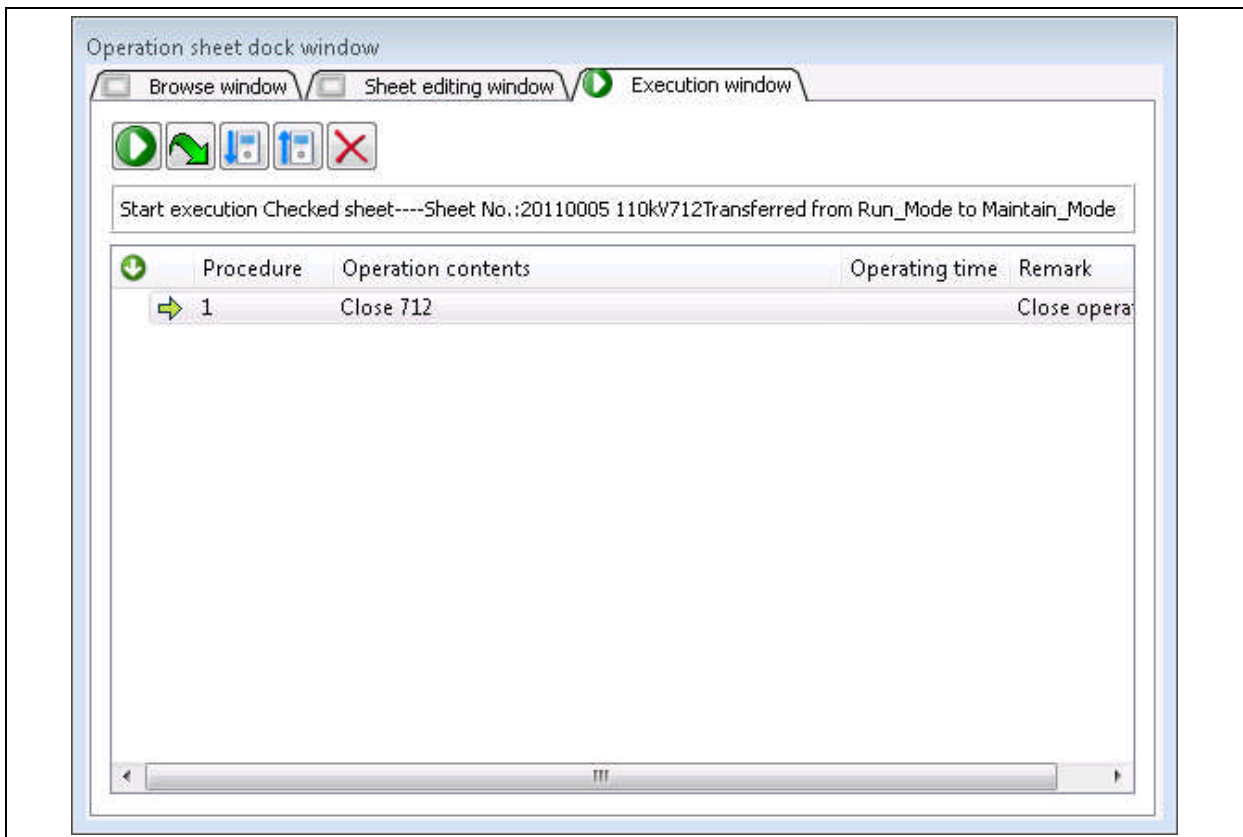 Operation sheet dock window
Browse window Sheet editing window Execution window
Start execution Checked sheet----Sheet No.:20110005 110kV712Transferred from Run_Mode to Maintain_Mode
Procedure Operation contents Operating time Remark
1 Close 712 Close opera